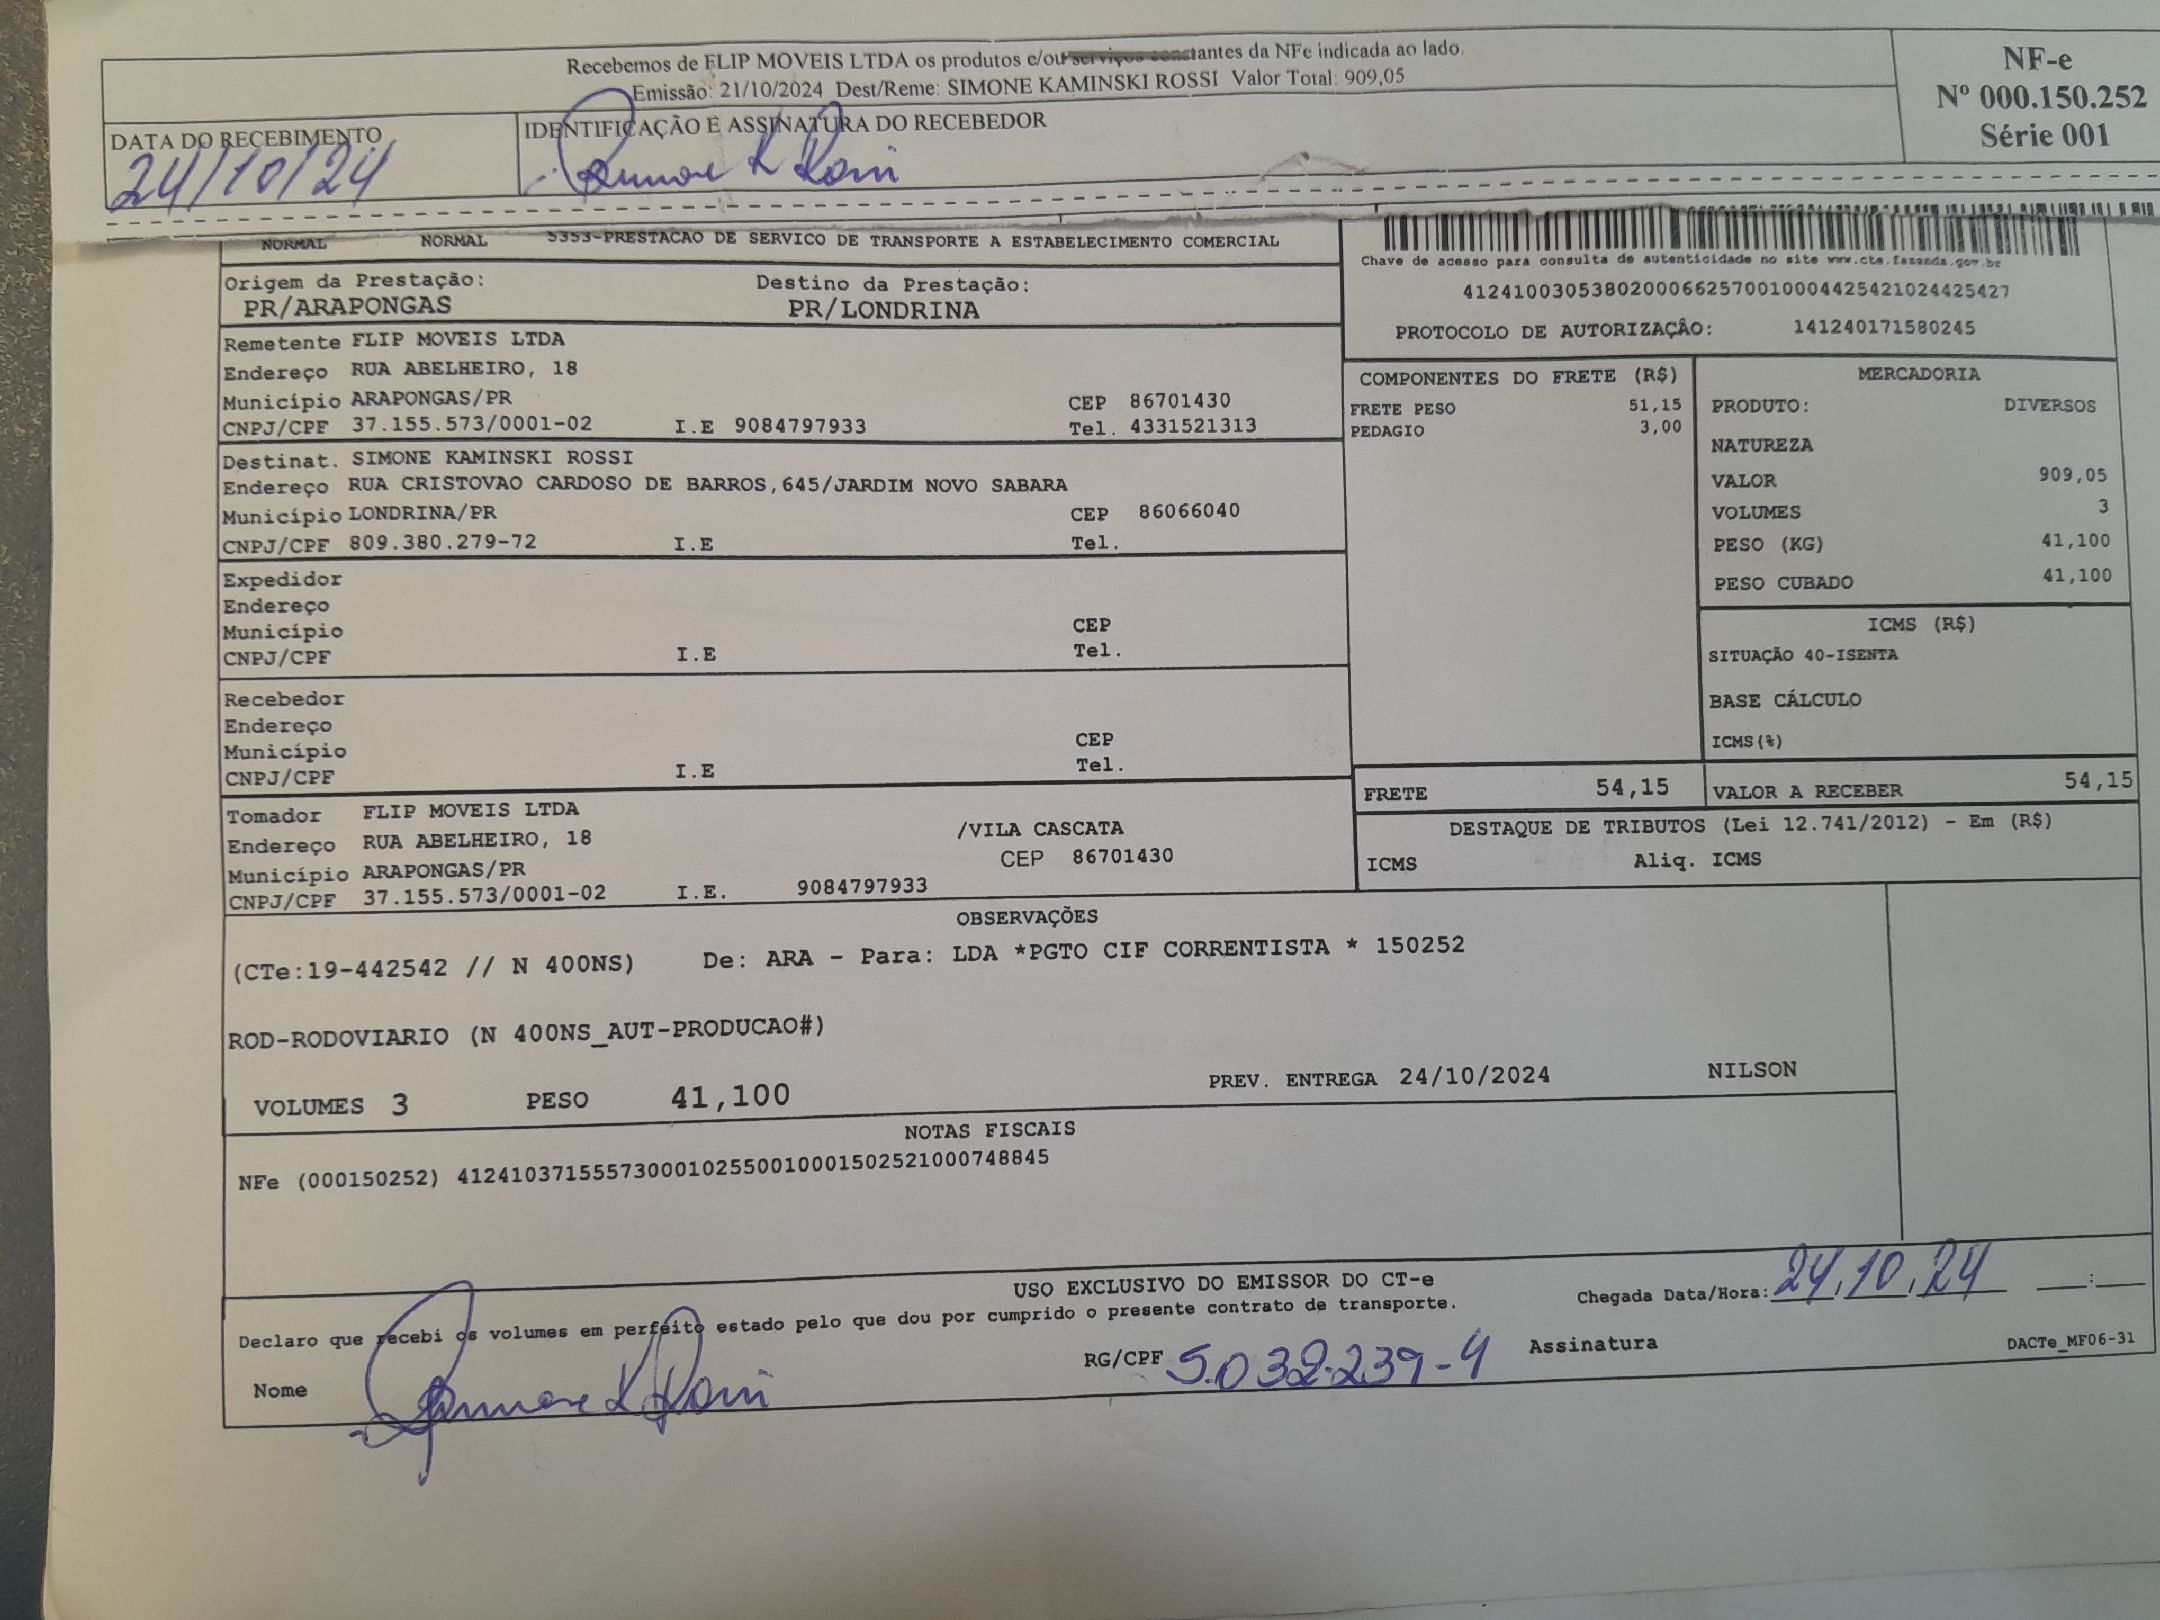 Recebemos de FLIP MOVEIS LTDA os produtos e/ou serviços constantes da NFe indicada ao lado.
Emissão: 21/10/2024 Dest/Reme: SIMONE KAMINSKI ROSSI Valor Total: 909,05
NF-e
Nº 000.150.252
Série 001
DATA DO RECEBIMENTO
24/10/24
IDENTIFICAÇÃO E ASSINATURA DO RECEBEDOR
Simone K Rossi
NORMAL NORMAL 5353-PRESTACAO DE SERVICO DE TRANSPORTE A ESTABELECIMENTO COMERCIAL
Chave de acesso para consulta de autenticidade no site www.cte.fazenda.gov.br
41241003053802000662570010004425421024425427
PROTOCOLO DE AUTORIZAÇÂO: 141240171580245
Origem da Prestação: Destino da Prestação:
PR/ARAPONGAS PR/LONDRINA
Remetente FLIP MOVEIS LTDA
Endereço RUA ABELHEIRO, 18
Município ARAPONGAS/PR CEP 86701430
CNPJ/CPF 37.155.573/0001-02 I.E 9084797933 Tel. 4331521313
Destinat. SIMONE KAMINSKI ROSSI
Endereço RUA CRISTOVAO CARDOSO DE BARROS,645/JARDIM NOVO SABARA
Município LONDRINA/PR CEP 86066040
CNPJ/CPF 809.380.279-72 I.E Tel.
Expedidor
Endereço
Município CEP
CNPJ/CPF I.E Tel.
Recebedor
Endereço
Município CEP
CNPJ/CPF I.E Tel.
Tomador FLIP MOVEIS LTDA
Endereço RUA ABELHEIRO, 18 /VILA CASCATA
Município ARAPONGAS/PR CEP 86701430
CNPJ/CPF 37.155.573/0001-02 I.E. 9084797933
COMPONENTES DO FRETE (R$)
FRETE PESO 51,15
PEDAGIO 3,00
MERCADORIA
PRODUTO: DIVERSOS
NATUREZA
VALOR 909,05
VOLUMES 3
PESO (KG) 41,100
PESO CUBADO 41,100
ICMS (R$)
SITUAÇÃO 40-ISENTA
BASE CÁLCULO
ICMS(%)
FRETE 54,15 VALOR A RECEBER 54,15
DESTAQUE DE TRIBUTOS (Lei 12.741/2012) - Em (R$)
ICMS Aliq. ICMS
OBSERVAÇÕES
(CTe:19-442542 // N 400NS) De: ARA - Para: LDA *PGTO CIF CORRENTISTA * 150252
ROD-RODOVIARIO (N 400NS_AUT-PRODUCAO#)
VOLUMES 3 PESO 41,100 PREV. ENTREGA 24/10/2024 NILSON
NOTAS FISCAIS
NFe (000150252) 41241037155573000102550010001502521000748845
USO EXCLUSIVO DO EMISSOR DO CT-e
Declaro que recebi os volumes em perfeito estado pelo que dou por cumprido o presente contrato de transporte.
Chegada Data/Hora: 24.10.24 __:__
Nome Simone K Rossi RG/CPF 5.032.239-4 Assinatura
DACTe_MF06-31